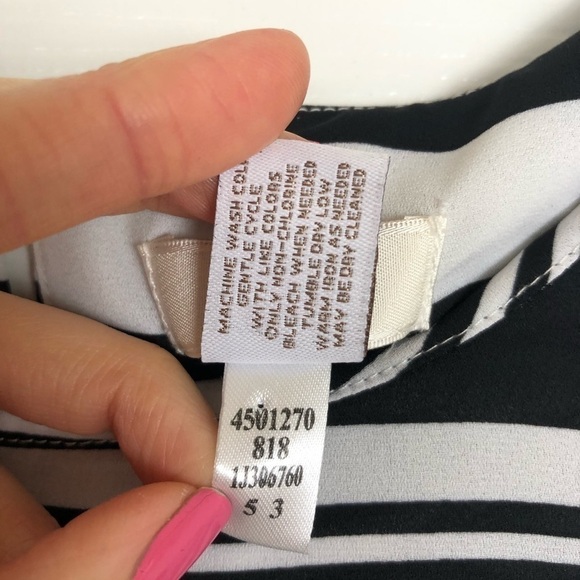 MACHINE WASH COLD
GENTLE CYCLE
WITH LIKE COLORS
ONLY NON-CHLORINE
BLEACH WHEN NEEDED
TUMBLE DRY LOW
WARM IRON AS NEEDED
MAY BE DRY CLEANED
4501270
818
1J306760
5 3